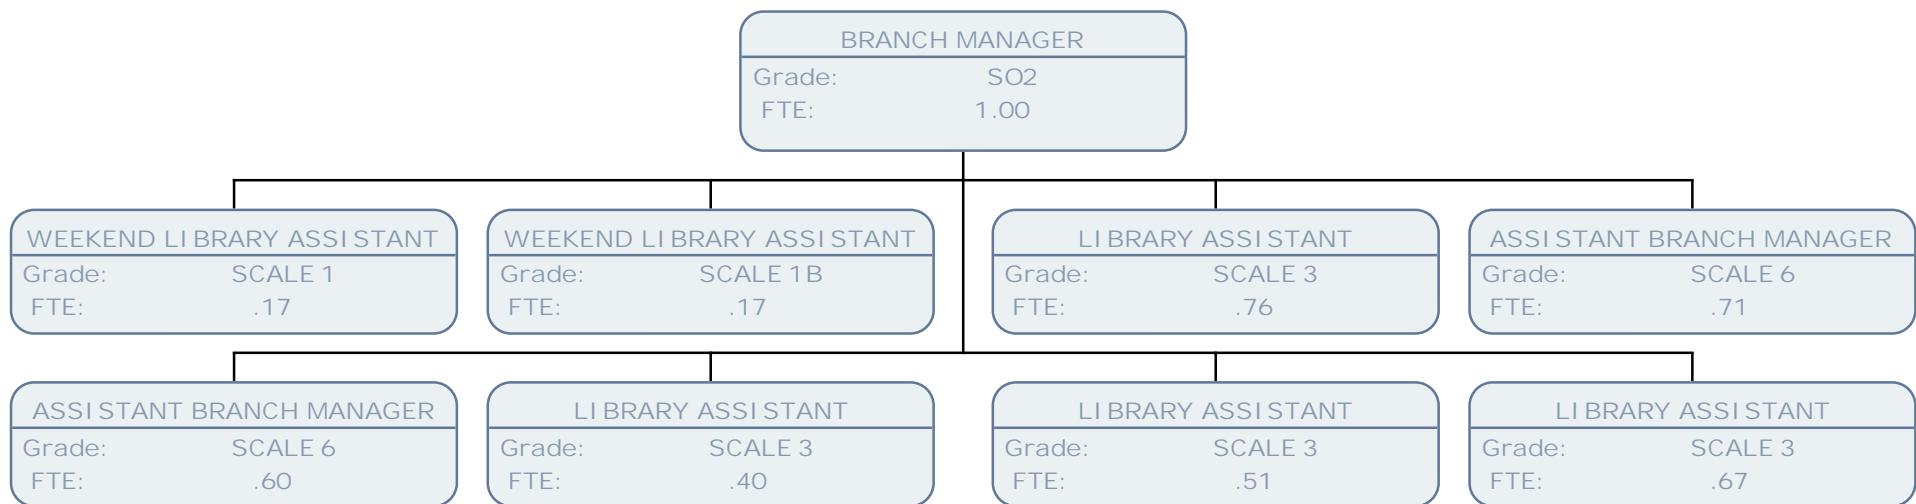 BRANCH MANAGER
Grade: SO2
FTE: 1.00
WEEKEND LIBRARY ASSISTANT
Grade: SCALE 1
FTE: .17
WEEKEND LIBRARY ASSISTANT
Grade: SCALE 1B
FTE: .17
LIBRARY ASSISTANT
Grade: SCALE 3
FTE: .76
ASSISTANT BRANCH MANAGER
Grade: SCALE 6
FTE: .71
ASSISTANT BRANCH MANAGER
Grade: SCALE 6
FTE: .60
LIBRARY ASSISTANT
Grade: SCALE 3
FTE: .40
LIBRARY ASSISTANT
Grade: SCALE 3
FTE: .51
LIBRARY ASSISTANT
Grade: SCALE 3
FTE: .67